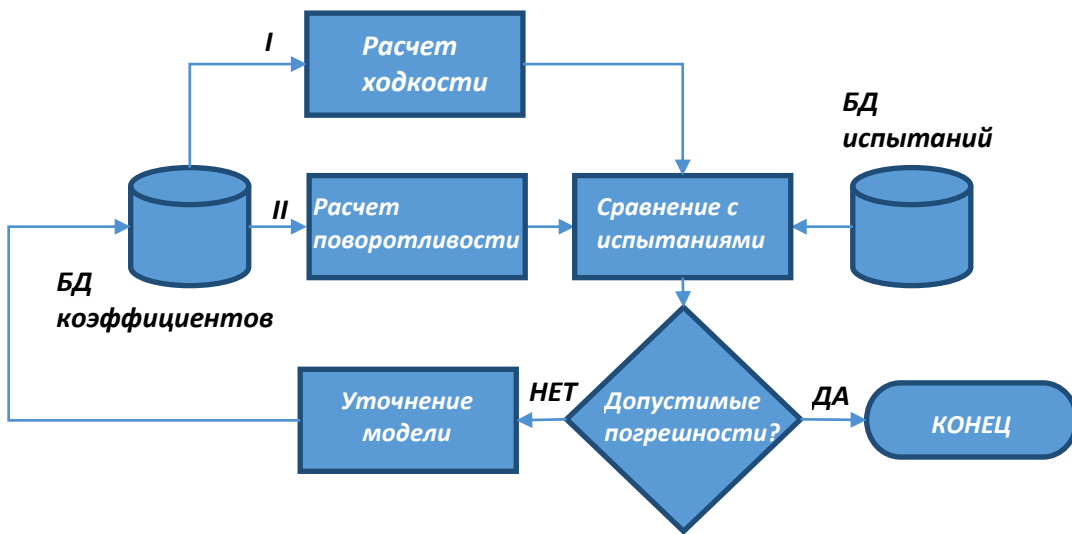 I
Расчет
ходкости
БД
испытаний
II
Расчет
поворотливости
Сравнение с
испытаниями
БД
коэффициентов
Уточнение
модели
НЕТ
Допустимые
погрешности?
ДА
КОНЕЦ